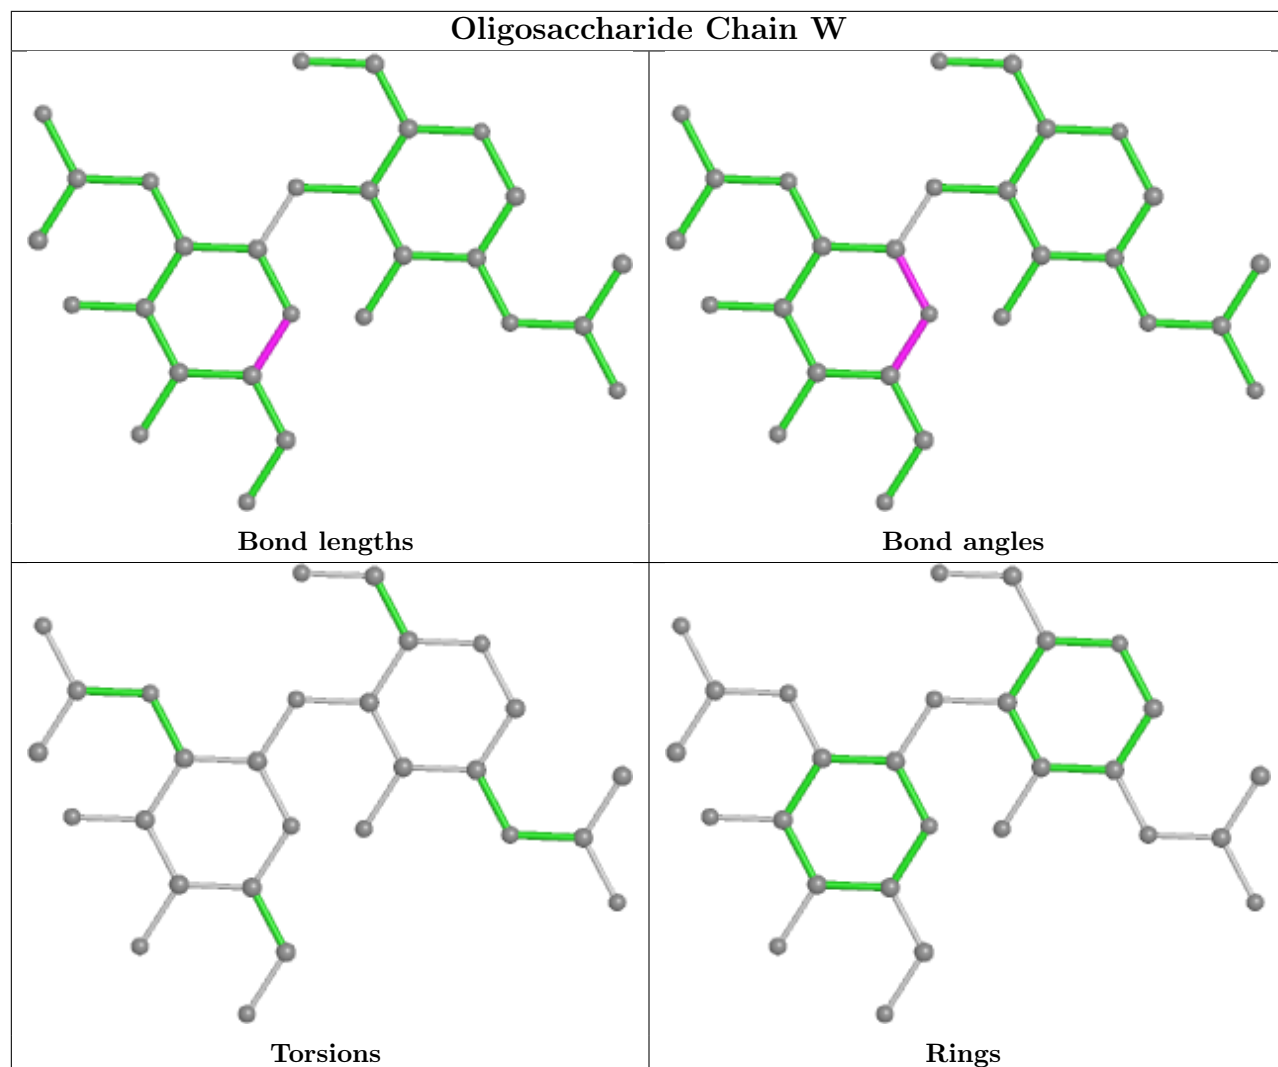 Oligosaccharide Chain W
Bond lengths
Bond angles
Torsions
Rings